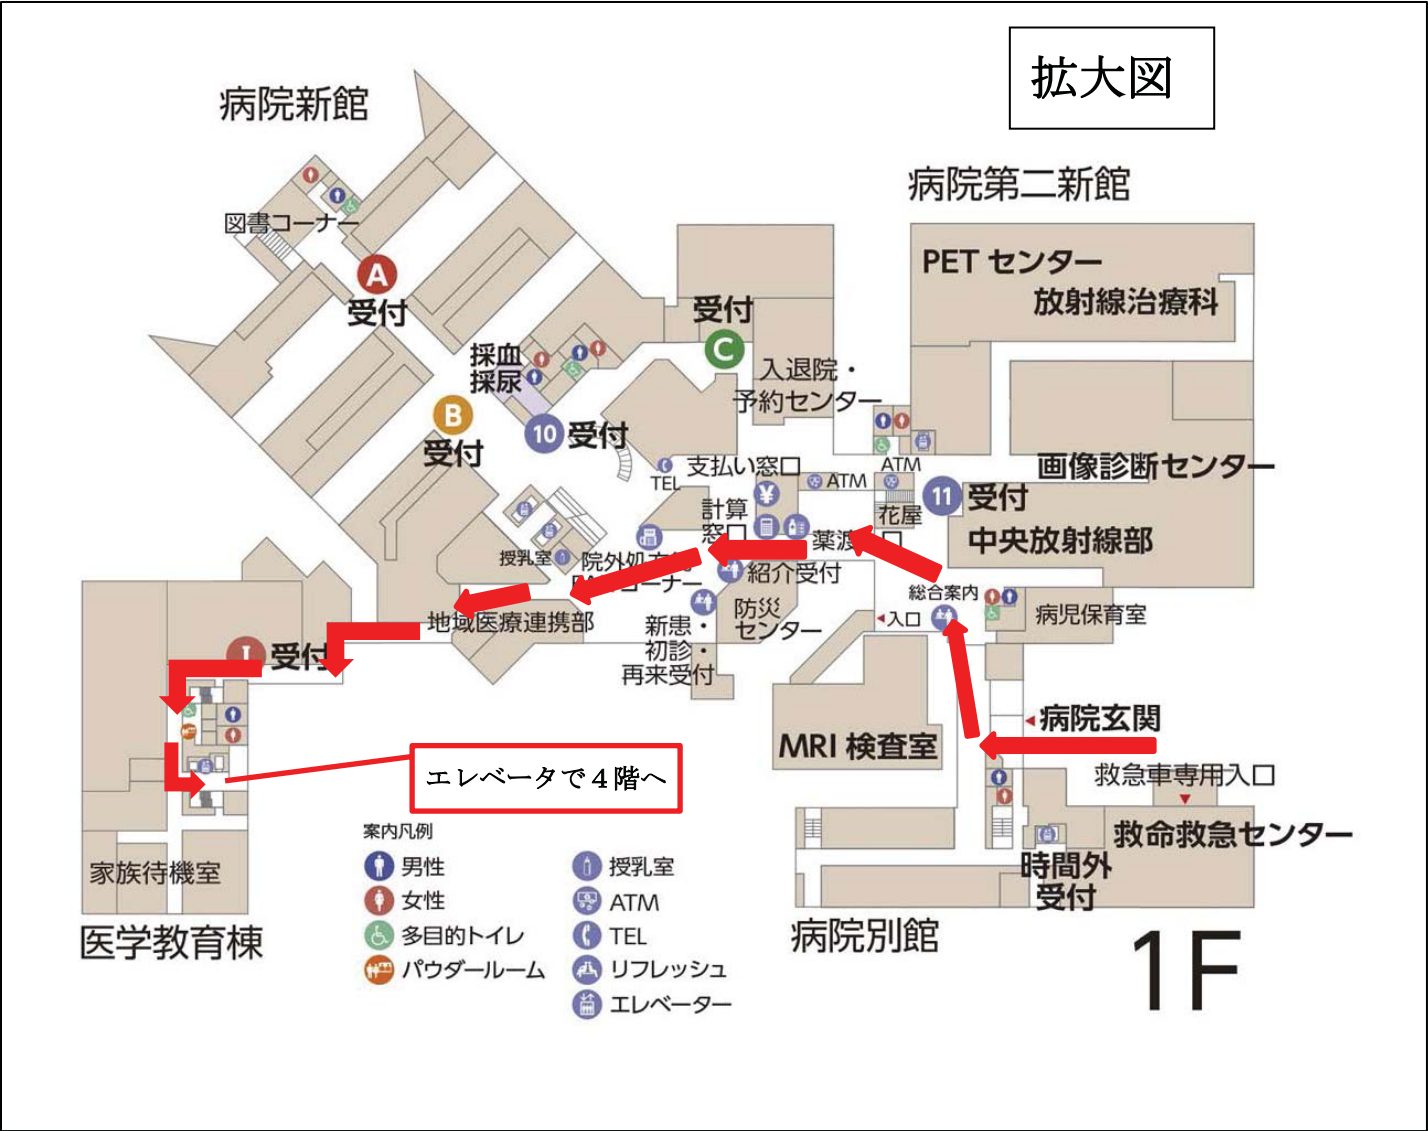 拡大図
病院新館
病院第二新館
図書コーナー
A
受付
PET センター
放射線治療科
受付
C
採血
採尿
入退院・
予約センター
B
受付
10 受付
TEL
支払い窓口
¥
ATM
ATM
画像診断センター
11 受付
計算
窓口
花屋
中央放射線部
授乳室
院外処
コーナー
薬渡
口
紹介受付
総合案内
病児保育室
地域医療連携部
新患・
初診・
再来受付
防災
センター
入口
I 受付
病院玄関
MRI 検査室
エレベータで４階へ
救急車専用入口
救命救急センター
時間外
受付
家族待機室
医学教育棟
病院別館
1F
案内凡例
男性
女性
多目的トイレ
パウダールーム
授乳室
ATM
TEL
リフレッシュ
エレベーター